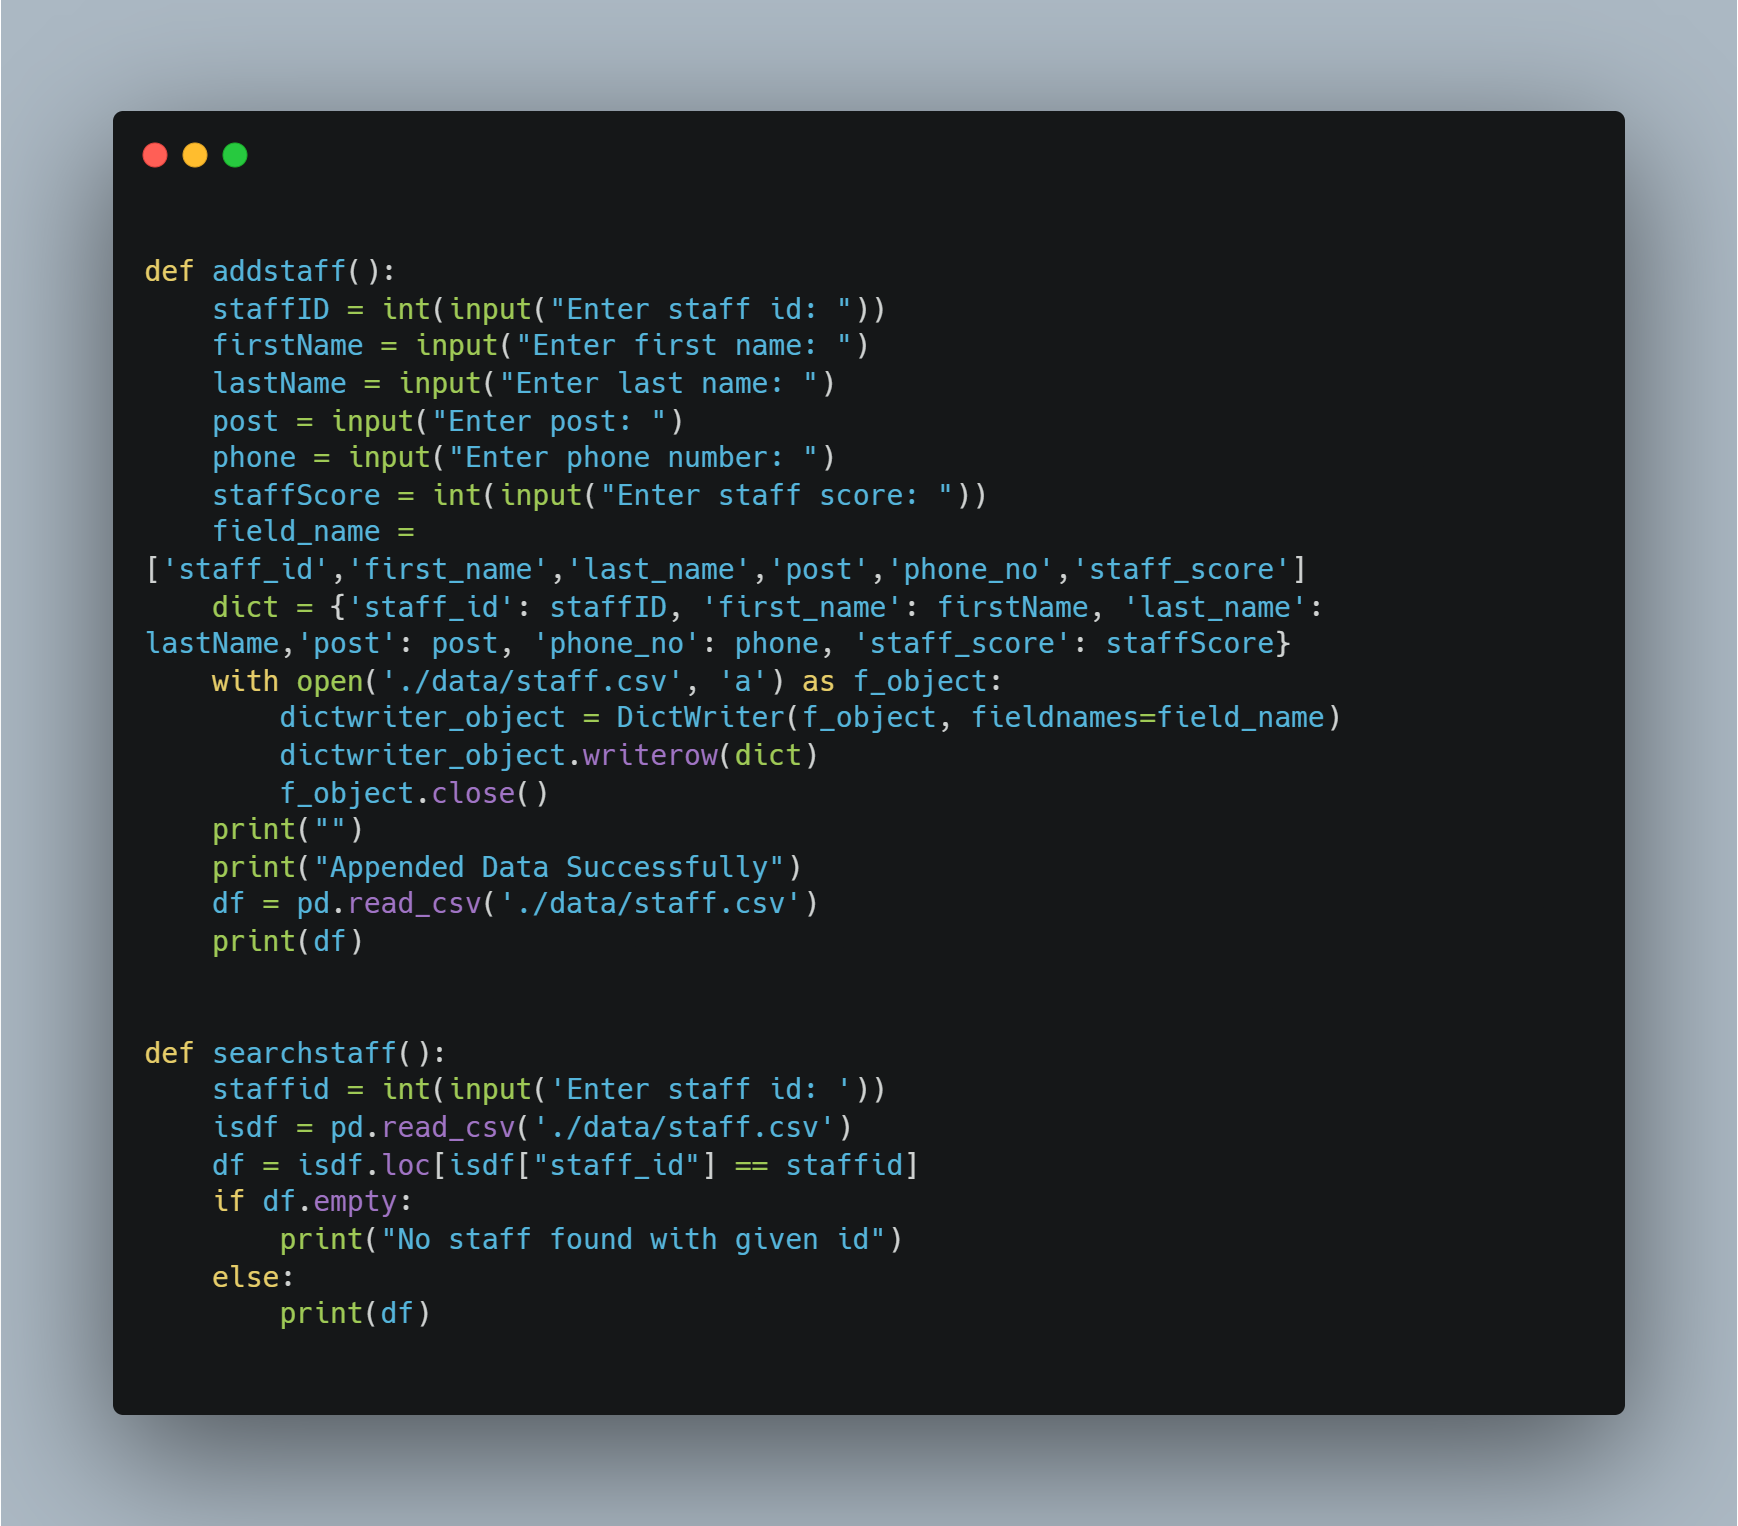 def addstaff():
    staffID = int(input("Enter staff id: "))
    firstName = input("Enter first name: ")
    lastName = input("Enter last name: ")
    post = input("Enter post: ")
    phone = input("Enter phone number: ")
    staffScore = int(input("Enter staff score: "))
    field_name =
['staff_id','first_name','last_name','post','phone_no','staff_score']
    dict = {'staff_id': staffID, 'first_name': firstName, 'last_name':
lastName,'post': post, 'phone_no': phone, 'staff_score': staffScore}
    with open('./data/staff.csv', 'a') as f_object:
        dictwriter_object = DictWriter(f_object, fieldnames=field_name)
        dictwriter_object.writerow(dict)
        f_object.close()
    print("")
    print("Appended Data Successfully")
    df = pd.read_csv('./data/staff.csv')
    print(df)
def searchstaff():
    staffid = int(input('Enter staff id: '))
    isdf = pd.read_csv('./data/staff.csv')
    df = isdf.loc[isdf["staff_id"] == staffid]
    if df.empty:
        print("No staff found with given id")
    else:
        print(df)